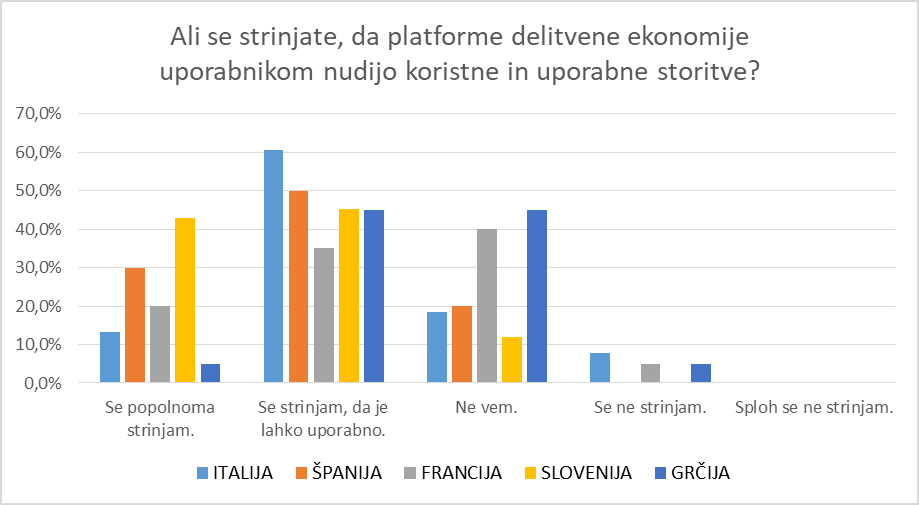 Ali se strinjate, da platforme delitvene ekonomije
uporabnikom nudijo koristne in uporabne storitve?
70,0%
60,0%
50,0%
40,0%
30,0%
20,0%
10,0%
0,0%
Se popolnoma
strinjam.
Se strinjam, da je
lahko uporabno.
Ne vem.
Se ne strinjam.
Sploh se ne strinjam.
ITALIJA
ŠPANIJA
FRANCIJA
SLOVENIJA
GRČIJA